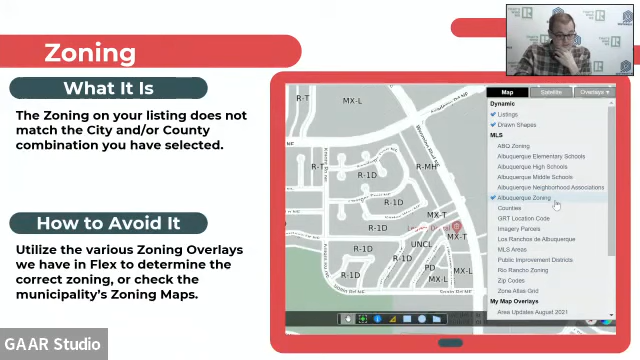 Zoning
What It Is
The Zoning on your listing does not
match the City and/or County
combination you have selected.
How to Avoid It
Utilize the various Zoning Overlays
we have in Flex to determine the
correct zoning, or check the
municipality's Zoning Maps.
GAAR Studio
Map
Satellite
Overlays
Dynamic
Listings
Drawn Shapes
MLS
ABQ Zoning
Albuquerque Elementary Schools
Albuquerque High Schools
Albuquerque Middle Schools
Albuquerque Neighborhood Associations
Albuquerque Zoning
Counties
GRT Location Code
Imagery Parcels
Los Ranchos de Albuquerque
MLS Areas
Public Improvement Districts
Rio Rancho Zoning
Zip Codes
Zone Atlas Grid
My Map Overlays
Area Updates August 2021
R-T
MX-L
R-T
R-1D
R-MH
R-1D
MX-T
R-1D
UNCL
MX-T
R-1D
PD
MX-L
MX-L
R-1D